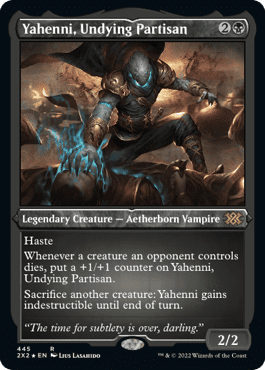 Yahenni, Undying Partisan 2
Legendary Creature — Aetherborn Vampire
Haste
Whenever a creature an opponent controls
dies, put a +1/+1 counter on Yahenni,
Undying Partisan.
Sacrifice another creature: Yahenni gains
indestructible until end of turn.
"The time for subtlety is over, darling."
2/2
445 R
2X2 ★ EN Livs Lasahido ™ & © 2022 Wizards of the Coast